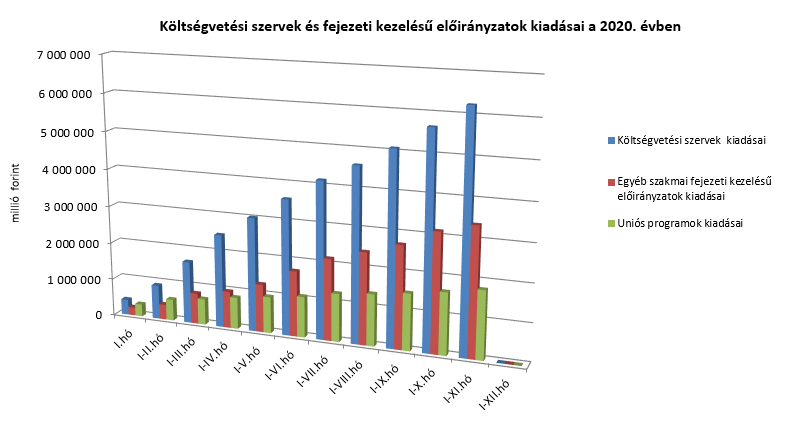 Költségvetési szervek és fejezeti kezelésű előirányzatok kiadásai a 2020. évben
7 000 000
6 000 000
5 000 000
4 000 000
3 000 000
2 000 000
1 000 000
0
millió forint
I.hó
I-II.hó
I-III.hó
I-IV.hó
I-V.hó
I-VI.hó
I-VII.hó
I-VIII.hó
I-IX.hó
I-X.hó
I-XI.hó
I-XII.hó
Költségvetési szervek kiadásai
Egyéb szakmai fejezeti kezelésű
előirányzatok kiadásai
Uniós programok kiadásai